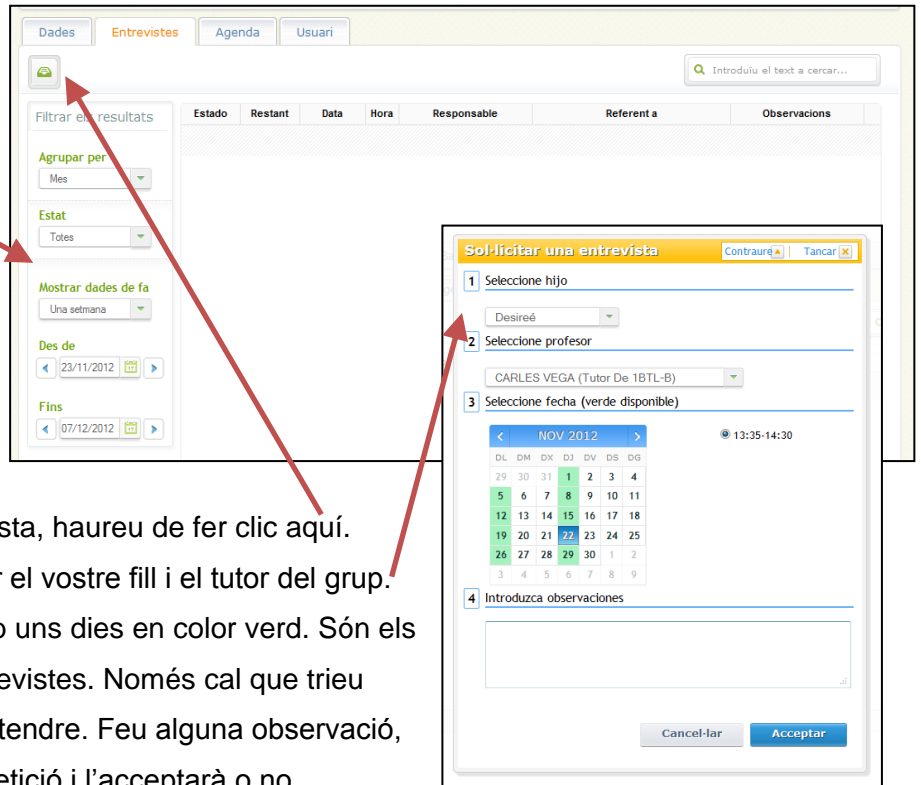 Dades Entrevistes Agenda Usuari
Introduïu el text a cercar...
Filtrar els resultats
Estado Restant Data Hora Responsable Referent a Observacions
Agrupar per
Mes
Estat
Totes
Mostrar dades de fa
Una setmana
Des de
23/11/2012
Fins
07/12/2012
Sol·licitar una entrevista Contraure | Tancar
1 Seleccione hijo
Desireé
2 Seleccione profesor
CARLES VEGA (Tutor De 1BTL-B)
3 Seleccione fecha (verde disponible)
NOV 2012 13:35-14:30
DL DM DX DJ DV DS DG
29 30 31 1 2 3 4
5 6 7 8 9 10 11
12 13 14 15 16 17 18
19 20 21 22 23 24 25
26 27 28 29 30 1 2
3 4 5 6 7 8 9
4 Introduzca observaciones
Cancel·lar Acceptar
sta, haureu de fer clic aquí.
r el vostre fill i el tutor del grup.
o uns dies en color verd. Són els
evistes. Només cal que trieu
tendre. Feu alguna observació,
etició i l'acceptarà o no